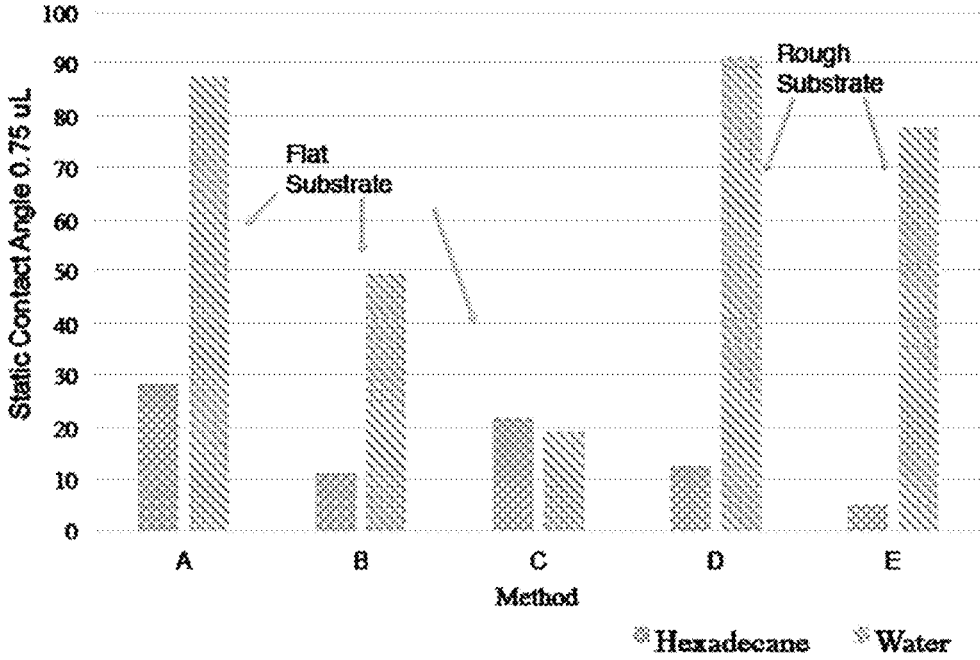 100
90
80
70
60
50
40
30
20
10
0
Static Contact Angle 0.75 uL
Flat
Substrate
Rough
Substrate
A B C D E
Method
Hexadecane Water